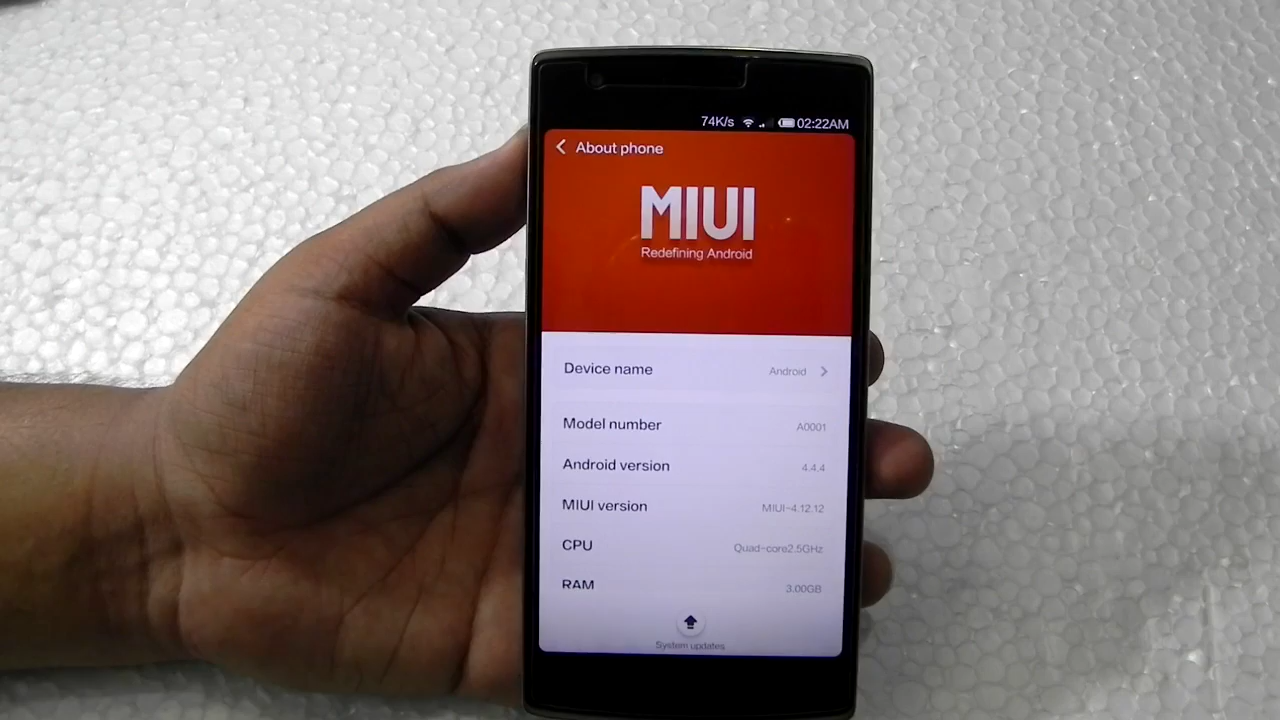 74K/s 02:22AM
About phone
MIUI
Redefining Android
Device name Android
Model number A0001
Android version 4.4.4
MIUI version MIUI-4.12.12
CPU Quad-core2.5GHz
RAM 3.00GB
System updates